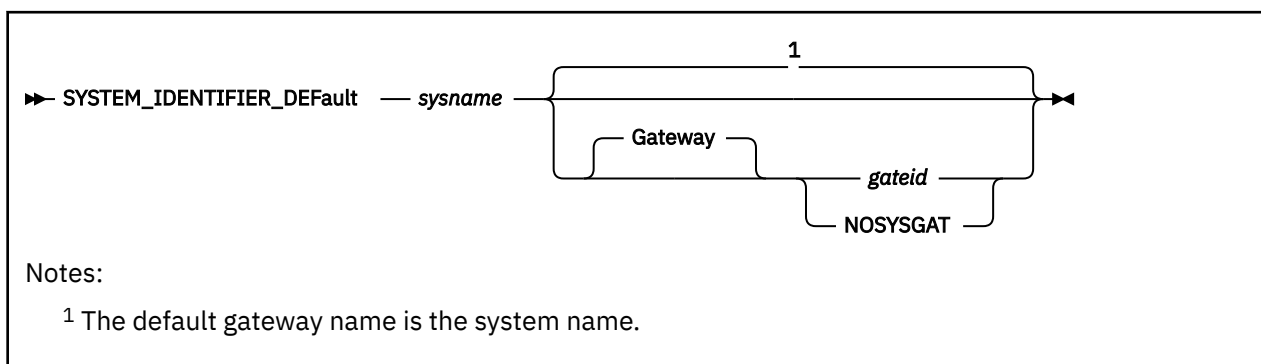 1
SYSTEM_IDENTIFIER_DEFault sysname
Gateway
gateid
NOSYSGAT
Notes:
1 The default gateway name is the system name.